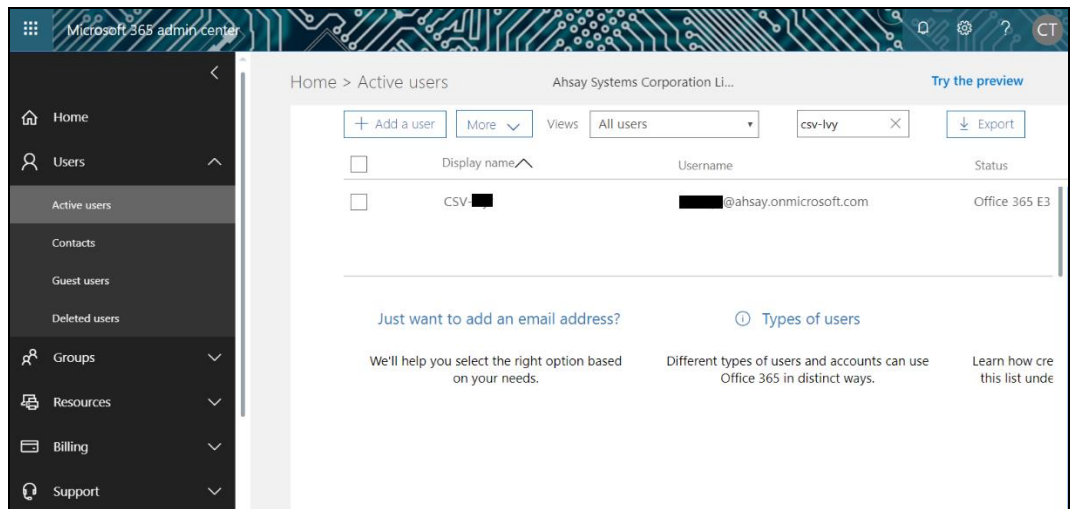 Microsoft 365 admin center
?
CT
Home > Active users
Ahsay Systems Corporation Li...
Try the preview
Home
Users
Active users
Contacts
Guest users
Deleted users
Groups
Resources
Billing
Support
+ Add a user
More
Views
All users
csv-Ivy
Export
Display name
Username
Status
CSV-
@ahsay.onmicrosoft.com
Office 365 E3
Just want to add an email address?
We'll help you select the right option based
on your needs.
Types of users
Different types of users and accounts can use
Office 365 in distinct ways.
Learn how cre
this list unde